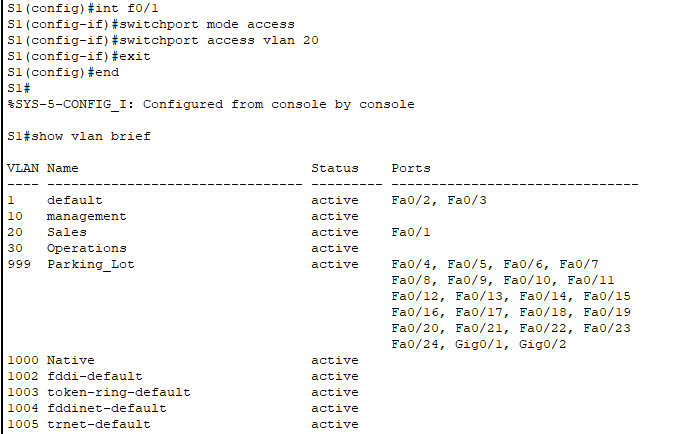 S1(config)#int f0/1
S1(config-if)#switchport mode access
S1(config-if)#switchport access vlan 20
S1(config-if)#exit
S1(config)#end
S1#
%SYS-5-CONFIG_I: Configured from console by console
S1#show vlan brief
VLAN Name                             Status    Ports
---- -------------------------------- --------- -------------------------------
1    default                          active    Fa0/2, Fa0/3
10   management                       active
20   Sales                            active    Fa0/1
30   Operations                       active
999  Parking_Lot                      active    Fa0/4, Fa0/5, Fa0/6, Fa0/7
                                                Fa0/8, Fa0/9, Fa0/10, Fa0/11
                                                Fa0/12, Fa0/13, Fa0/14, Fa0/15
                                                Fa0/16, Fa0/17, Fa0/18, Fa0/19
                                                Fa0/20, Fa0/21, Fa0/22, Fa0/23
                                                Fa0/24, Gig0/1, Gig0/2
1000 Native                           active
1002 fddi-default                     active
1003 token-ring-default               active
1004 fddinet-default                  active
1005 trnet-default                    active